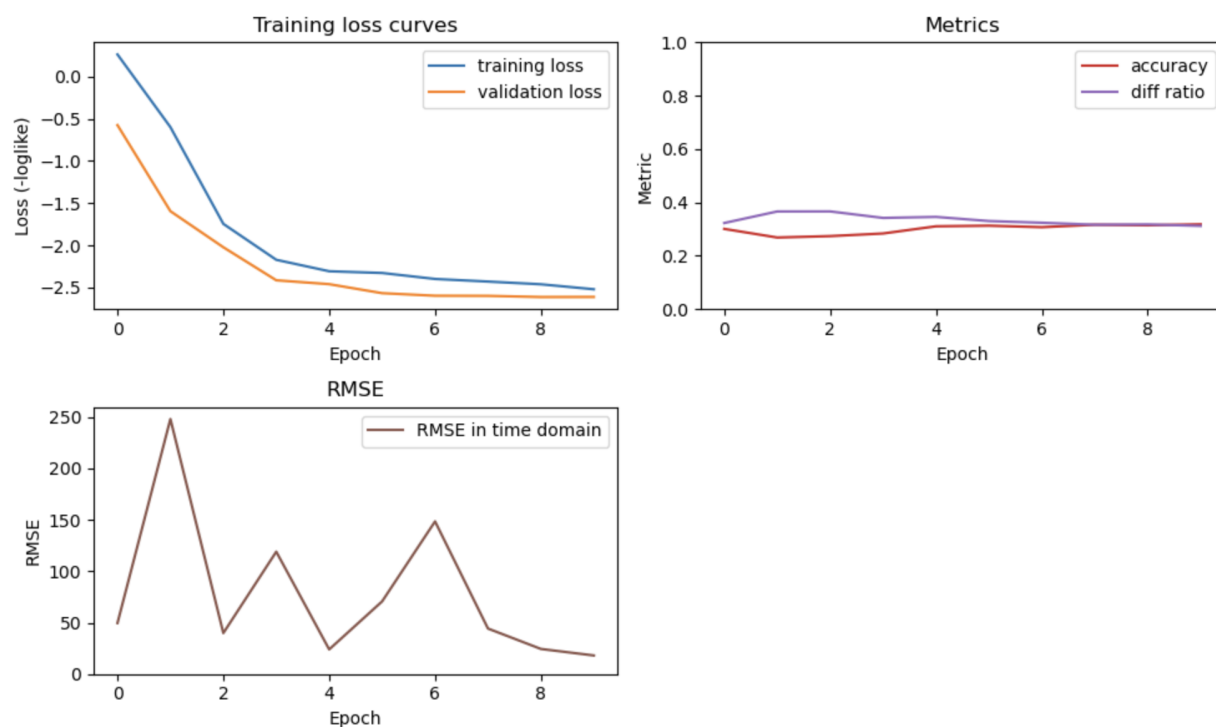 Training loss curves
training loss
validation loss
0.0
−0.5
−1.0
−1.5
−2.0
−2.5
Loss (-loglike)
0 2 4 6 8
Epoch
Metrics
accuracy
diff ratio
1.0
0.8
0.6
0.4
0.2
0.0
Metric
0 2 4 6 8
Epoch
RMSE
RMSE in time domain
250
200
150
100
50
0
RMSE
0 2 4 6 8
Epoch